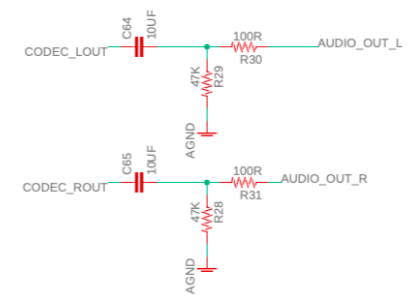 C64
10UF
CODEC_LOUT
100R
R30
AUDIO_OUT_L
47K
R29
AGND
C65
10UF
CODEC_ROUT
100R
R31
AUDIO_OUT_R
47K
R28
AGND